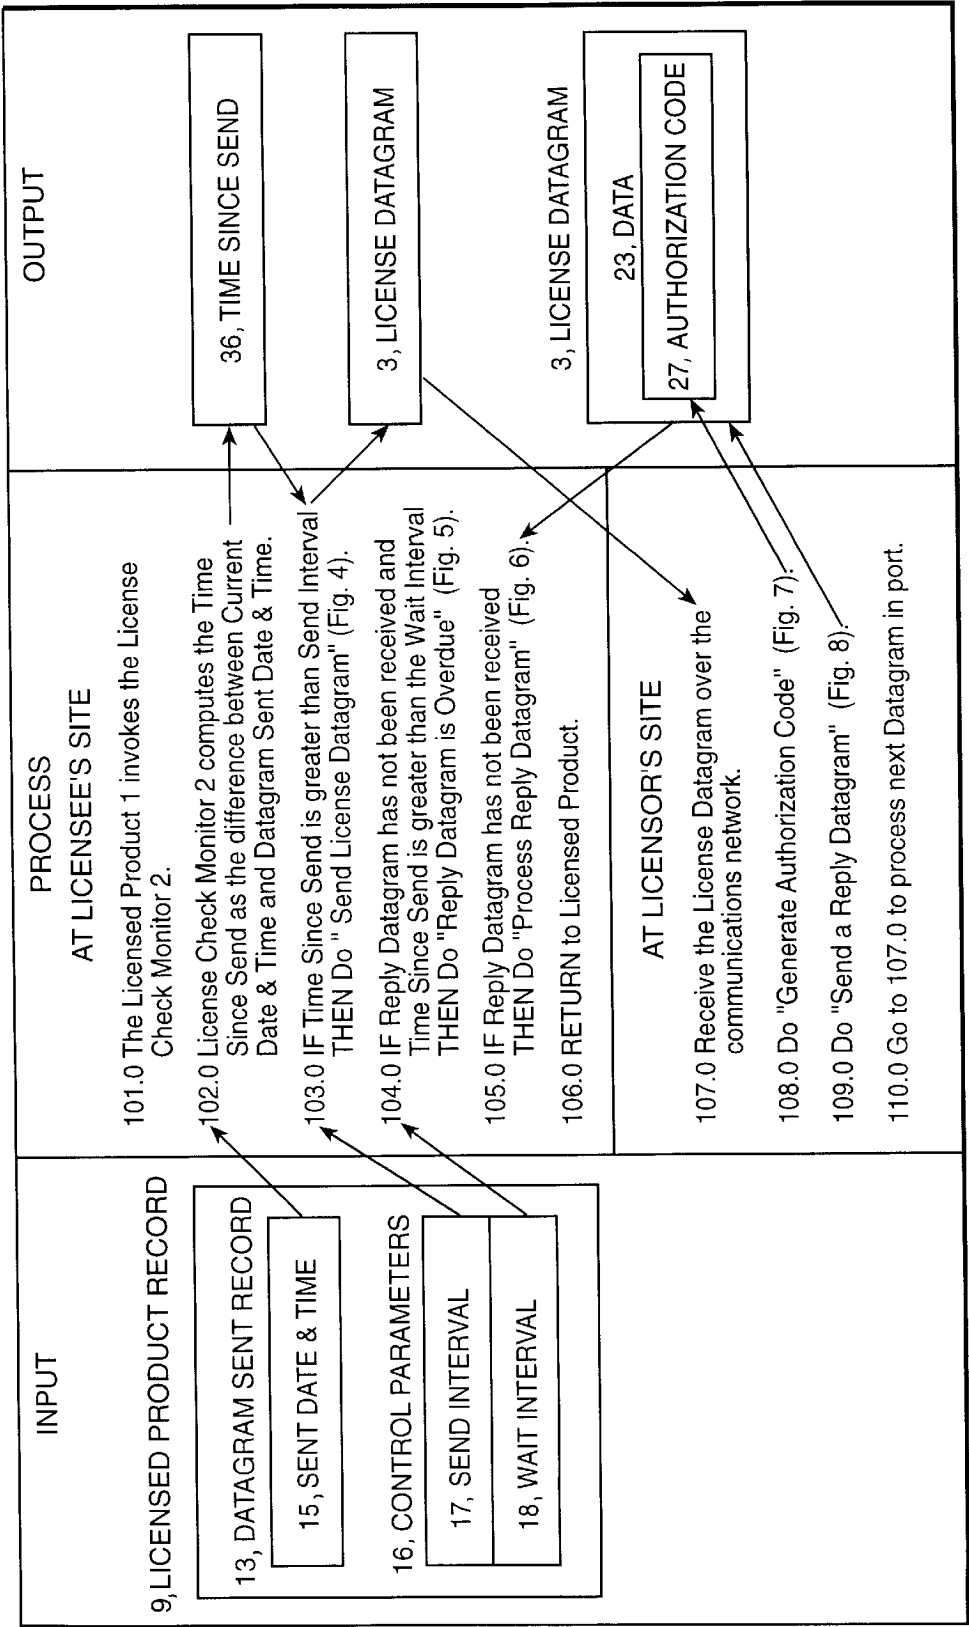 INPUT
9,LICENSED PRODUCT RECORD
13, DATAGRAM SENT RECORD
15, SENT DATE & TIME
16, CONTROL PARAMETERS
17, SEND INTERVAL
18, WAIT INTERVAL
PROCESS
AT LICENSEE'S SITE
101.0 The Licensed Product 1 invokes the License
Check Monitor 2.
102.0 License Check Monitor 2 computes the Time
Since Send as the difference between Current
Date & Time and Datagram Sent Date & Time.
103.0 IF Time Since Send is greater than Send Interval
THEN Do " Send License Datagram" (Fig. 4).
104.0 IF Reply Datagram has not been received and
Time Since Send is greater than the Wait Interval
THEN Do "Reply Datagram is Overdue" (Fig. 5).
105.0 IF Reply Datagram has not been received
THEN Do "Process Reply Datagram" (Fig. 6).
106.0 RETURN to Licensed Product.
AT LICENSOR'S SITE
107.0 Receive the License Datagram over the
communications network.
108.0 Do "Generate Authorization Code" (Fig. 7).
109.0 Do "Send a Reply Datagram" (Fig. 8).
110.0 Go to 107.0 to process next Datagram in port.
OUTPUT
36, TIME SINCE SEND
3, LICENSE DATAGRAM
3, LICENSE DATAGRAM
23, DATA
27, AUTHORIZATION CODE